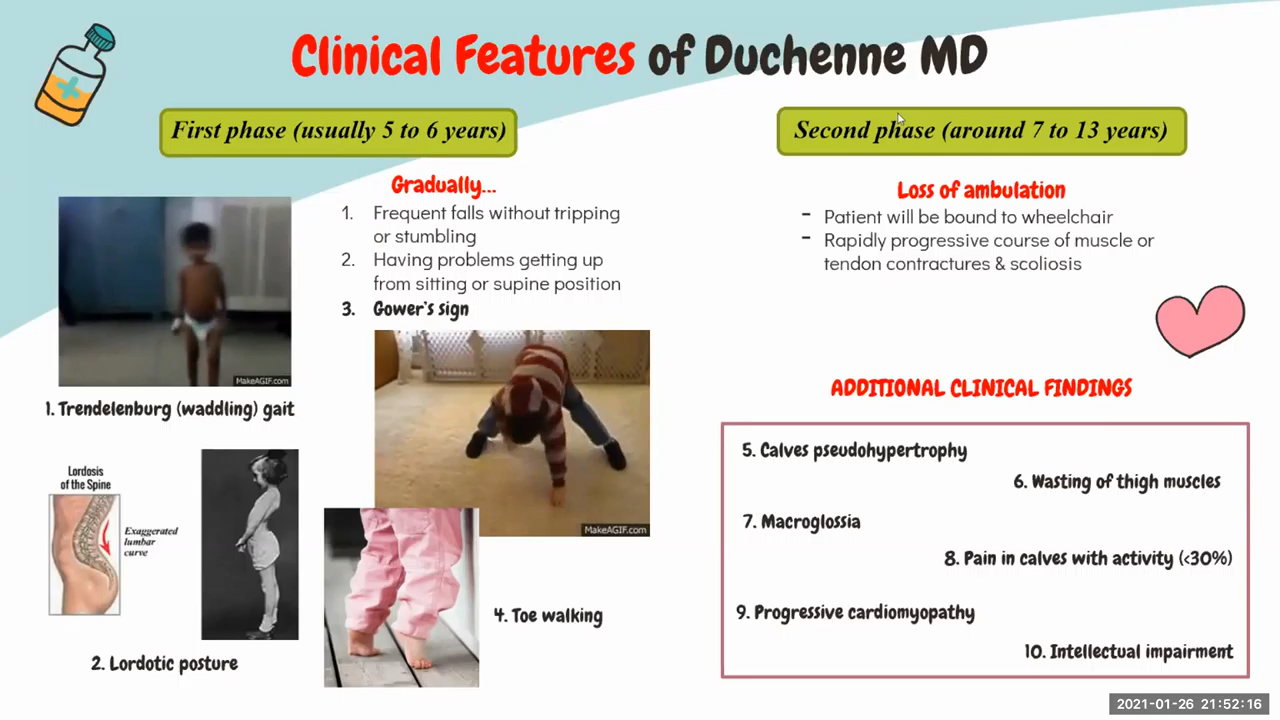 Clinical Features of Duchenne MD
First phase (usually 5 to 6 years)
Gradually...
1. Frequent falls without tripping
or stumbling
2. Having problems getting up
from sitting or supine position
3. Gower's sign
MakeAGIF.com
1. Trendelenburg (waddling) gait
MakeAGIF.com
Lordosis
of the Spine
Exaggerated
lumbar
curve
2. Lordotic posture
4. Toe walking
Second phase (around 7 to 13 years)
Loss of ambulation
- Patient will be bound to wheelchair
- Rapidly progressive course of muscle or
tendon contractures & scoliosis
ADDITIONAL CLINICAL FINDINGS
5. Calves pseudohypertrophy
6. Wasting of thigh muscles
7. Macroglossia
8. Pain in calves with activity (<30%)
9. Progressive cardiomyopathy
10. Intellectual impairment
2021-01-26 21:52:16